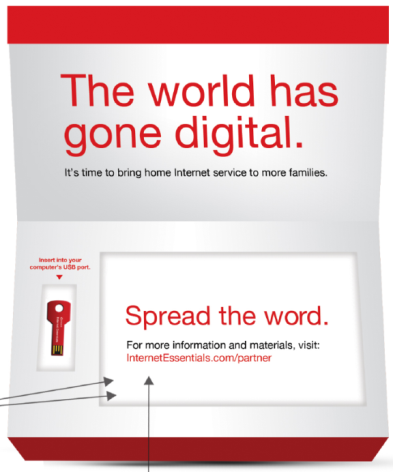 The world has
gone digital.
It's time to bring home Internet service to more families.
Insert into your
computer's USB port.
Spread the word.
For more information and materials, visit:
InternetEssentials.com/partner